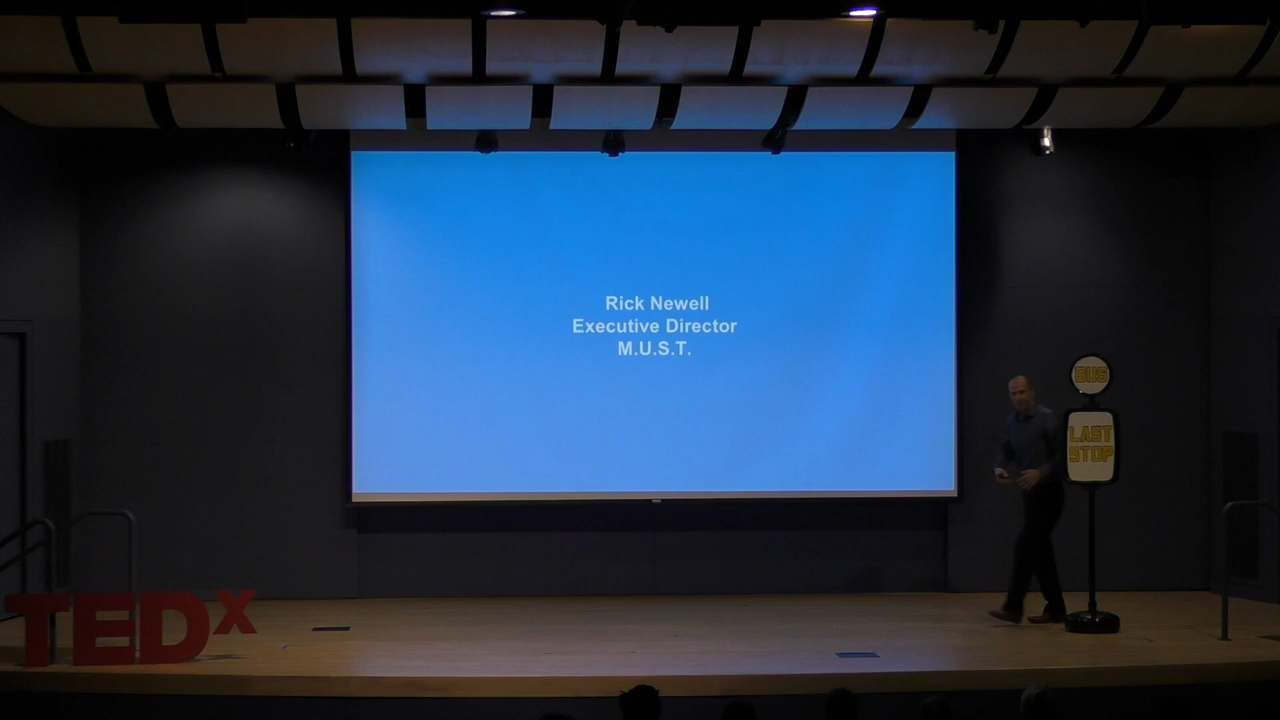 Rick Newell
Executive Director
M.U.S.T.
BUS
LAST
STOP
TEDx